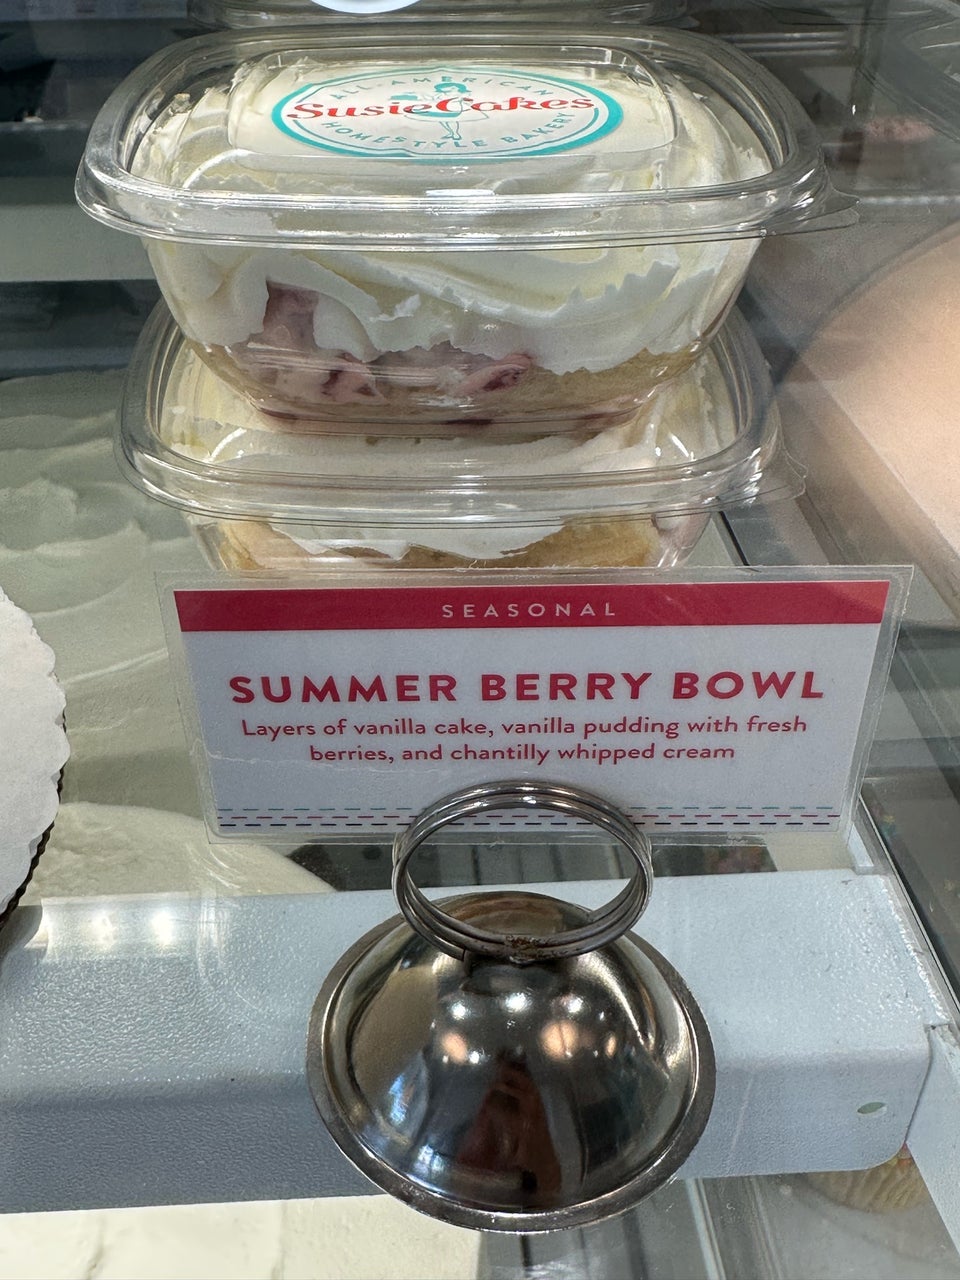 ALL-AMERICAN
SusieCakes
HOMESTYLE BAKERY
SEASONAL
SUMMER BERRY BOWL
Layers of vanilla cake, vanilla pudding with fresh
berries, and chantilly whipped cream